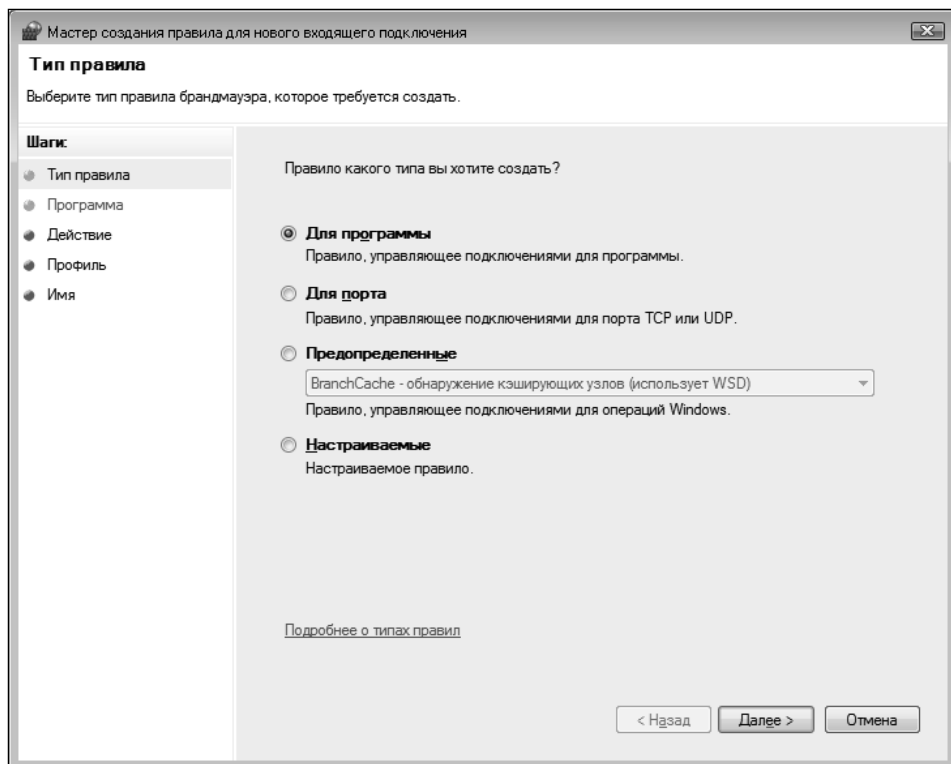 Мастер создания правила для нового входящего подключения
Тип правила
Выберите тип правила брандмауэра, которое требуется создать.
Шаги:
Тип правила
Программа
Действие
Профиль
Имя
Правило какого типа вы хотите создать?
Для программы
Правило, управляющее подключениями для программы.
Для порта
Правило, управляющее подключениями для порта TCP или UDP.
Предопределенные
BranchCache - обнаружение кэширующих узлов (использует WSD)
Правило, управляющее подключениями для операций Windows.
Настраиваемые
Настраиваемое правило.
Подробнее о типах правил
< Назад
Далее >
Отмена